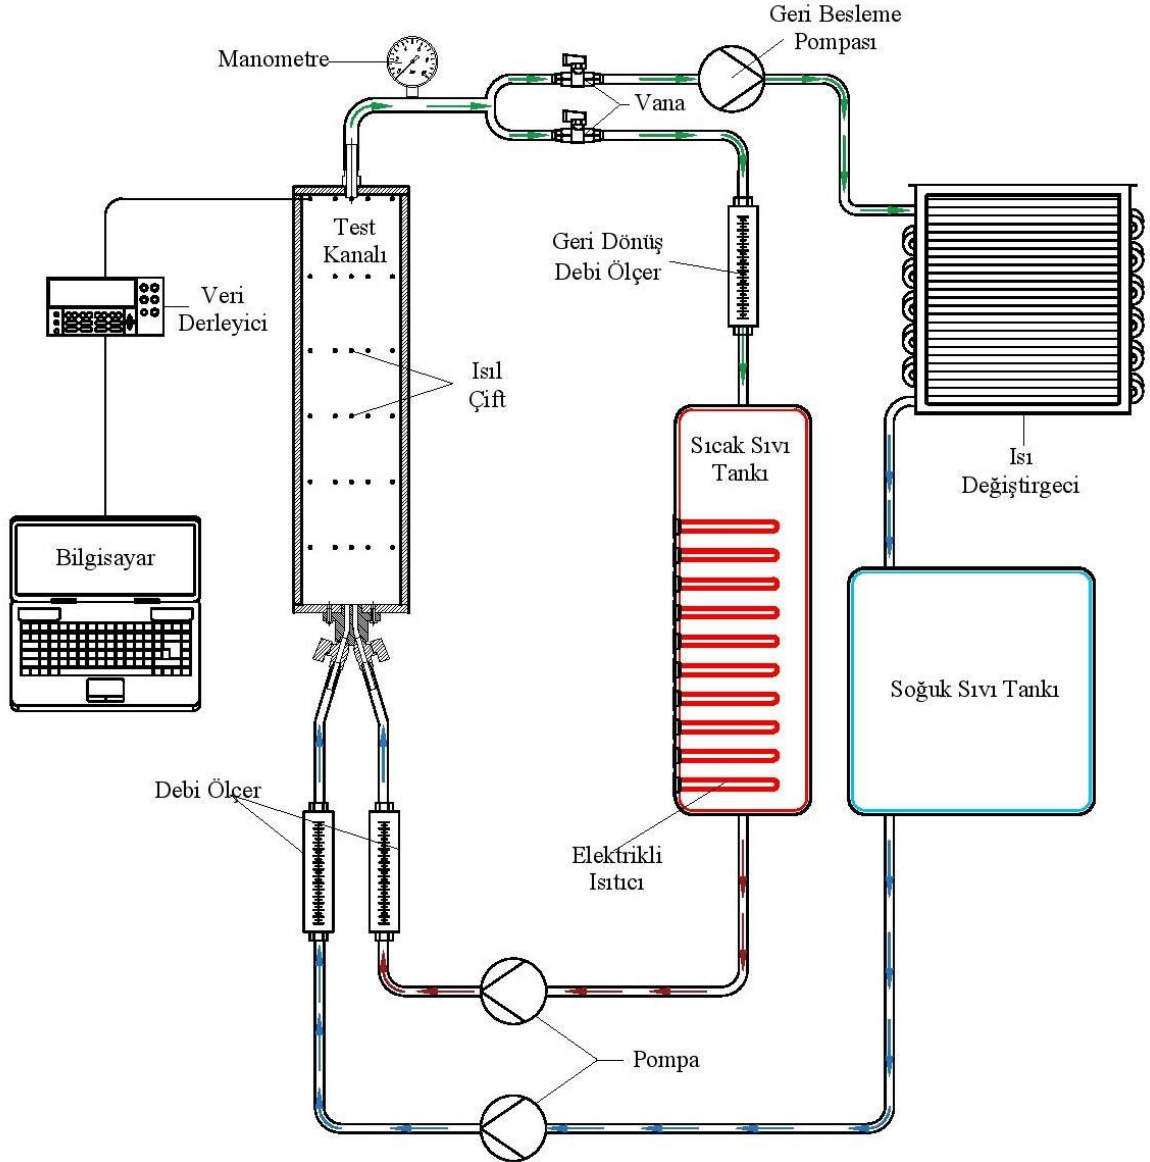 Geri Besleme
Pompası
Manometre
Vana
Test
Kanalı
Geri Dönüş
Debi Ölçer
Veri
Derleyici
Isıl
Çift
Sıcak Sıvı
Tankı
Isı
Değiştirgeci
Bilgisayar
Soğuk Sıvı Tankı
Debi Ölçer
Elektrikli
Isıtıcı
Pompa